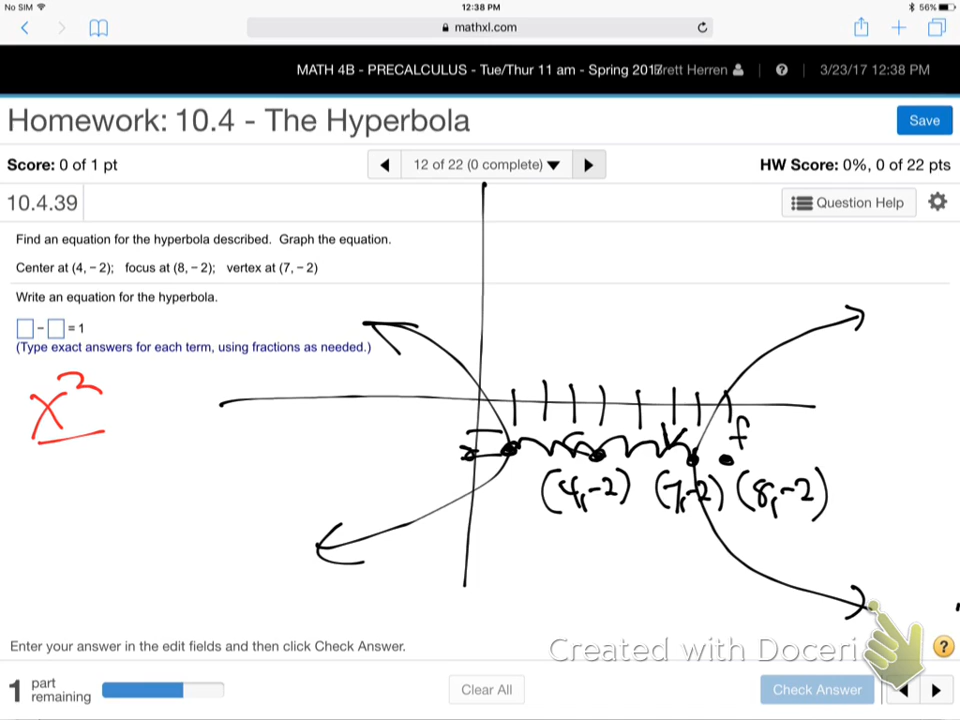 No SIM 12:38 PM 56%
mathxl.com
MATH 4B - PRECALCULUS - Tue/Thur 11 am - Spring 2017 rett Herren ? 3/23/17 12:38 PM
Homework: 10.4 - The Hyperbola
Save
Score: 0 of 1 pt
12 of 22 (0 complete)
HW Score: 0%, 0 of 22 pts
10.4.39
Question Help
Find an equation for the hyperbola described. Graph the equation.
Center at (4, − 2); focus at (8, − 2); vertex at (7, − 2)
Write an equation for the hyperbola.
− = 1
(Type exact answers for each term, using fractions as needed.)
x²
C V f
(4,-2) (7,-2) (8,-2)
Enter your answer in the edit fields and then click Check Answer.
Created with Doceri
?
1 part remaining
Clear All
Check Answer